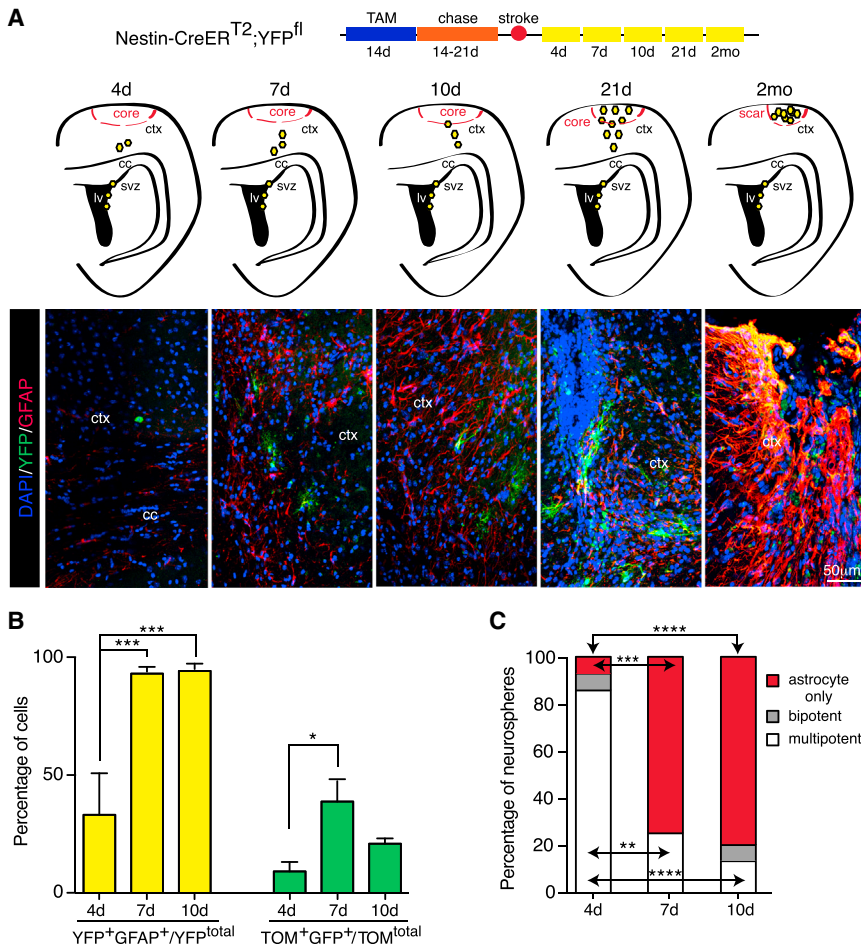 A
Nestin-CreER^T2;YFP^fl
TAM chase stroke
14d 14-21d 4d 7d 10d 21d 2mo
4d 7d 10d 21d 2mo
core ctx cc svz lv
core ctx cc svz lv
core ctx cc svz lv
core ctx cc svz lv
scar ctx cc svz lv
DAPI/YFP/GFAP
ctx cc
ctx
ctx
ctx
ctx
50μm
B
Percentage of cells
100
50
0
***
***
*
4d 7d 10d 4d 7d 10d
YFP+GFAP+/YFP^total TOM+GFP+/TOM^total
C
Percentage of neurospheres
100
80
60
40
20
0
****
***
**
****
4d 7d 10d
astrocyte only
bipotent
multipotent